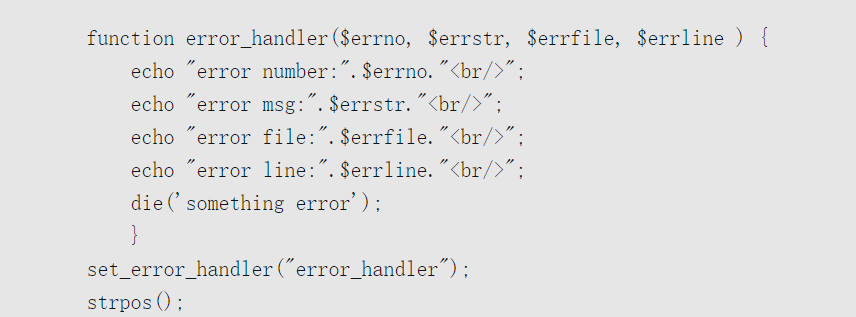 function error_handler($errno, $errstr, $errfile, $errline ) {
echo "error number:".$errno."<br/>";
echo "error msg:".$errstr."<br/>";
echo "error file:".$errfile."<br/>";
echo "error line:".$errline."<br/>";
die('something error');
}
set_error_handler("error_handler");
strpos();